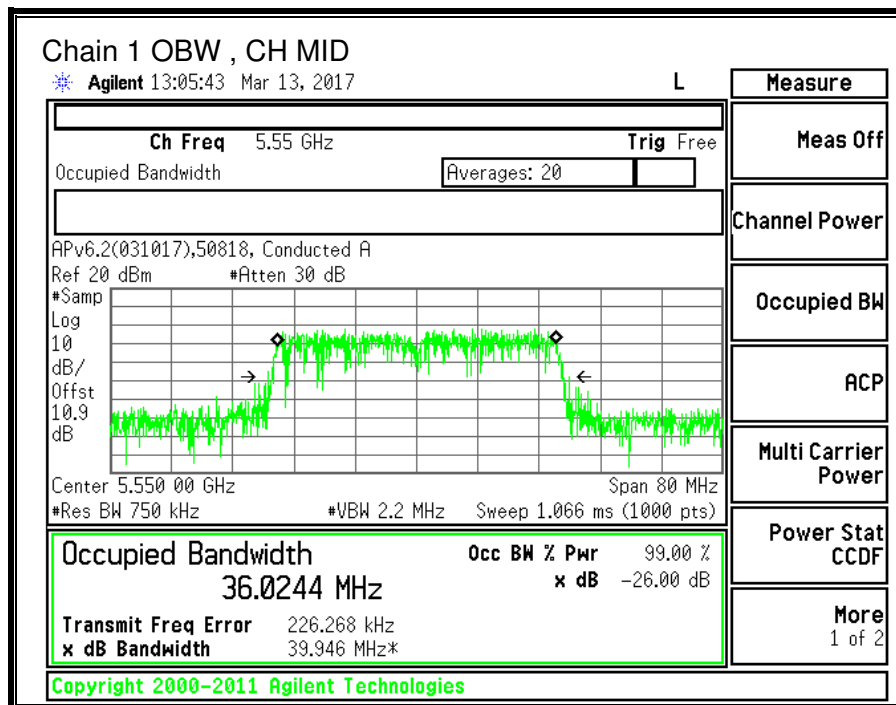 Chain 1 OBW , CH MID
Agilent 13:05:43 Mar 13, 2017 L
Measure
Ch Freq 5.55 GHz Trig Free
Occupied Bandwidth Averages: 20
APv6.2(031017),50818, Conducted A
Ref 20 dBm #Atten 30 dB
#Samp
Log
10
dB/
Offst
10.9
dB
Center 5.550 00 GHz Span 80 MHz
#Res BW 750 kHz #VBW 2.2 MHz Sweep 1.066 ms (1000 pts)
Occupied Bandwidth Occ BW % Pwr 99.00 %
36.0244 MHz x dB -26.00 dB
Transmit Freq Error 226.268 kHz
x dB Bandwidth 39.946 MHz*
Meas Off
Channel Power
Occupied BW
ACP
Multi Carrier
Power
Power Stat
CCDF
More
1 of 2
Copyright 2000-2011 Agilent Technologies